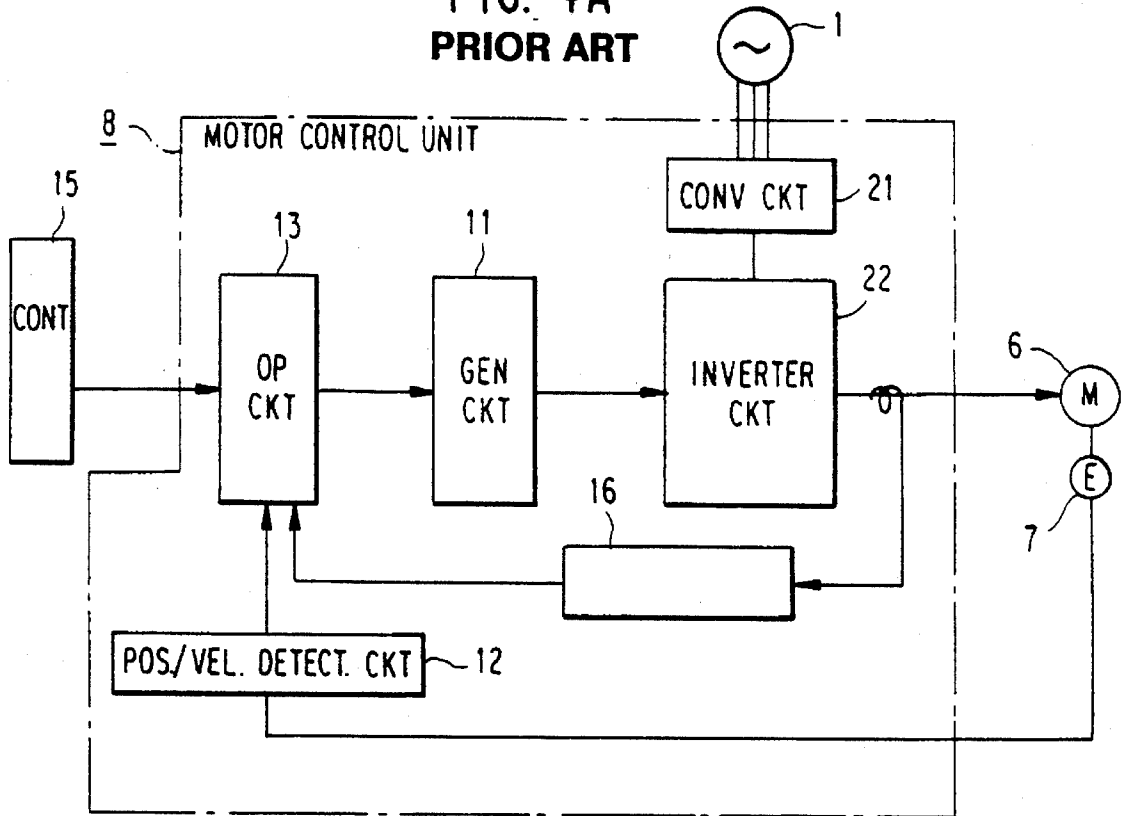 PRIOR ART
1
8
MOTOR CONTROL UNIT
15
13
11
CONV CKT
21
22
CONT
OP
CKT
GEN
CKT
INVERTER
CKT
6
M
E
7
16
POS./VEL. DETECT. CKT
12